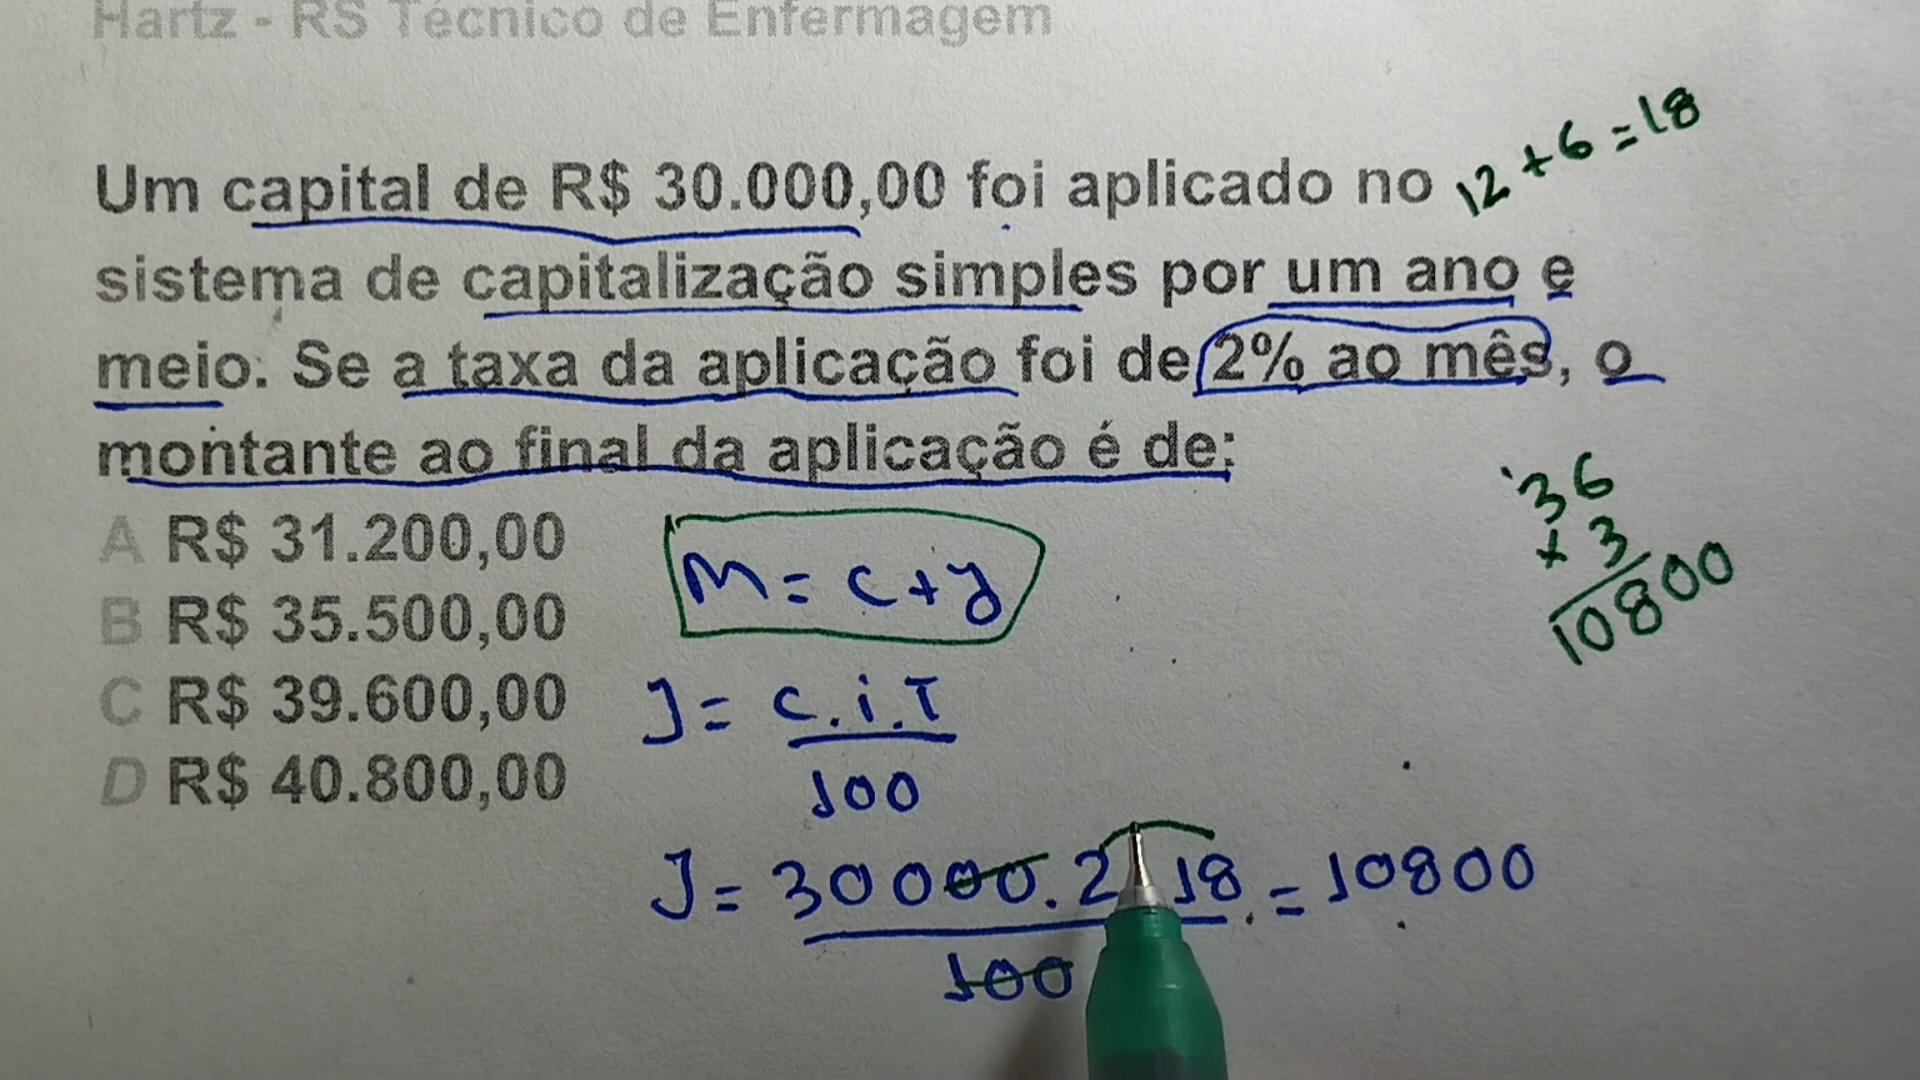 Hartz - RS Técnico de Enfermagem
12+6=18
Um capital de R$ 30.000,00 foi aplicado no
sistema de capitalização simples por um ano e
meio. Se a taxa da aplicação foi de 2% ao mês, o
montante ao final da aplicação é de:
A R$ 31.200,00
B R$ 35.500,00
C R$ 39.600,00
D R$ 40.800,00
M = C+J
J = C.i.T
100
J = 30000.2 18 = 10800
100
36
x 3
10800